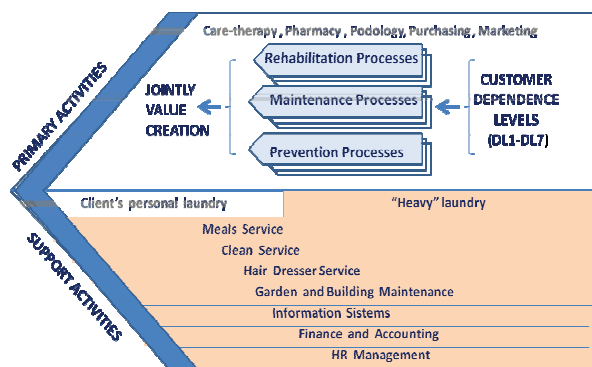 Care-therapy, Pharmacy, Podology, Purchasing, Marketing
PRIMARY ACTIVITIES
JOINTLY
VALUE
CREATION
Rehabilitation Processes
Maintenance Processes
Prevention Processes
CUSTOMER
DEPENDENCE
LEVELS
(DL1-DL7)
SUPPORT ACTIVITIES
Client's personal laundry
"Heavy" laundry
Meals Service
Clean Service
Hair Dresser Service
Garden and Building Maintenance
Information Sistems
Finance and Accounting
HR Management